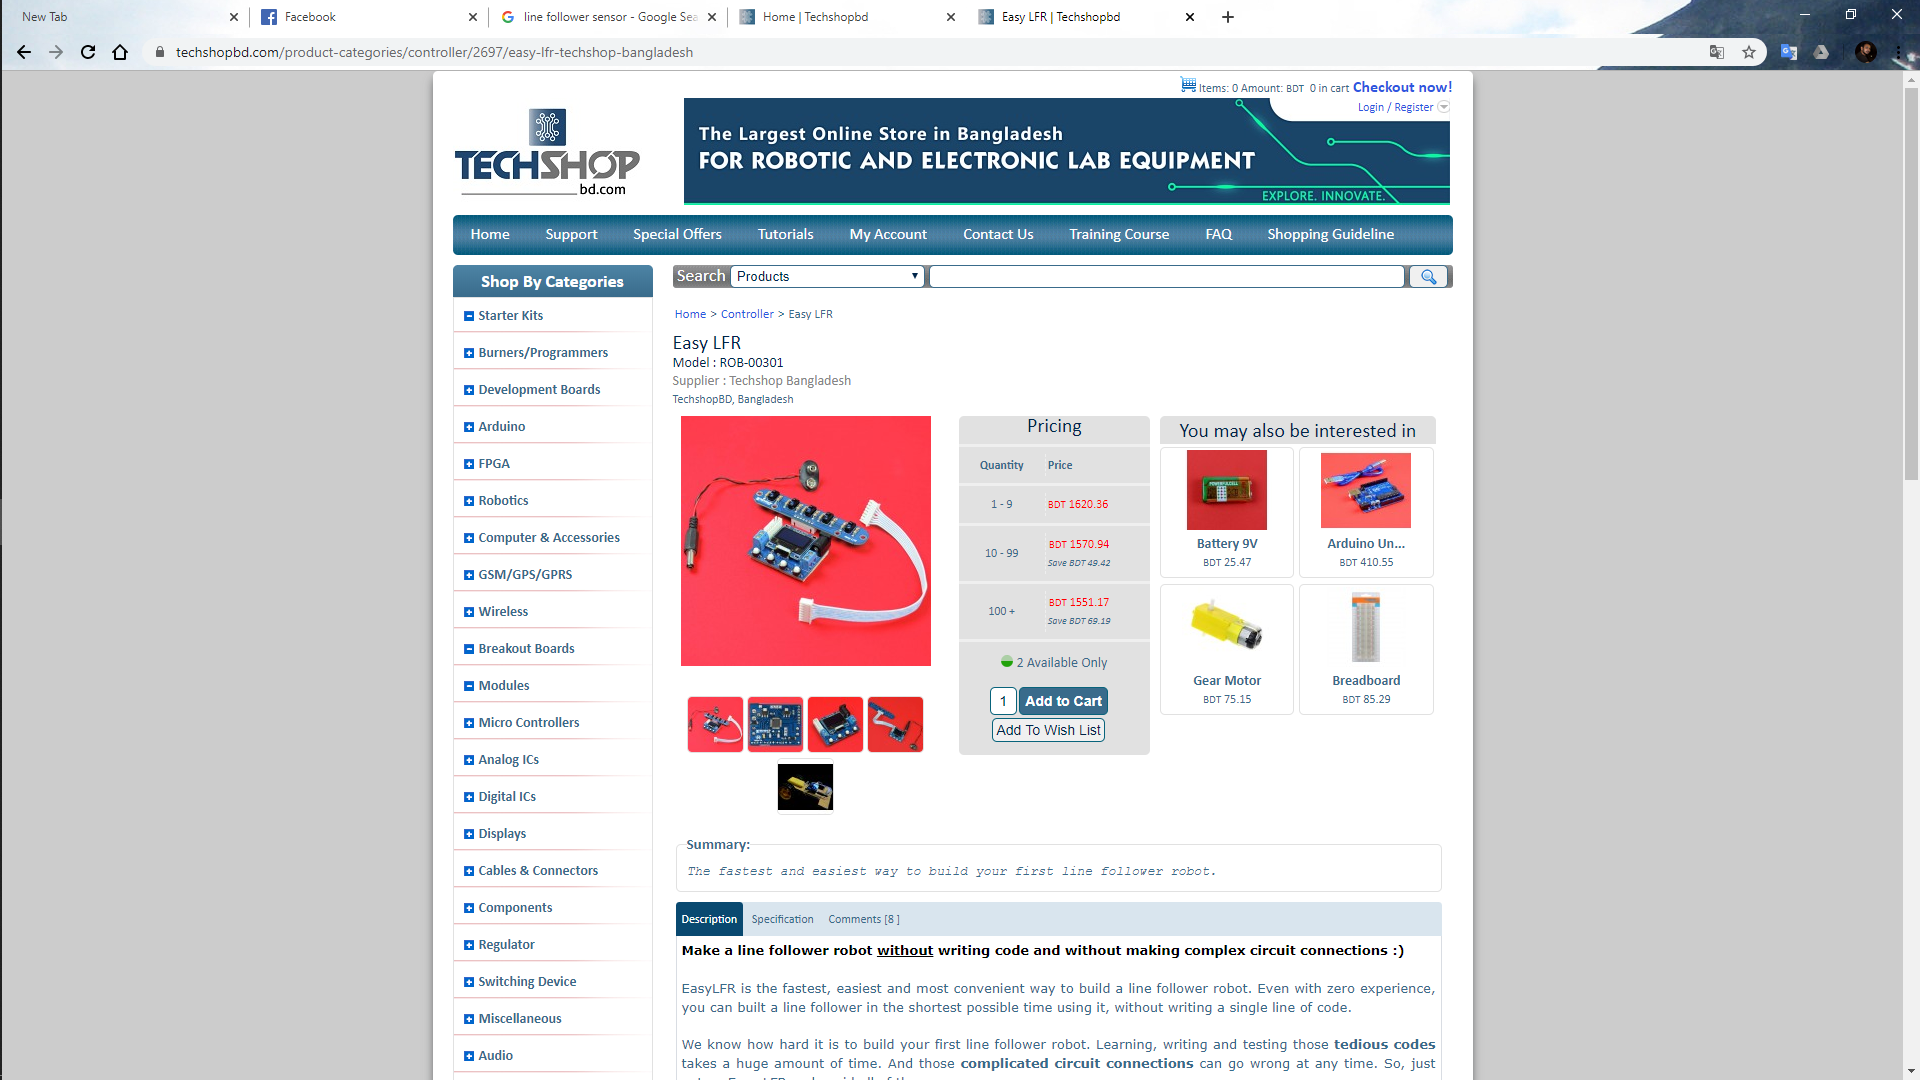 New Tab
Facebook
line follower sensor - Google Sea
Home | Techshopbd
Easy LFR | Techshopbd
techshopbd.com/product-categories/controller/2697/easy-lfr-techshop-bangladesh
Items: 0 Amount: BDT 0 in cart Checkout now!
Login / Register
TECHSHOP
bd.com
The Largest Online Store in Bangladesh
FOR ROBOTIC AND ELECTRONIC LAB EQUIPMENT
EXPLORE. INNOVATE.
Home Support Special Offers Tutorials My Account Contact Us Training Course FAQ Shopping Guideline
Shop By Categories
Starter Kits
Burners/Programmers
Development Boards
Arduino
FPGA
Robotics
Computer & Accessories
GSM/GPS/GPRS
Wireless
Breakout Boards
Modules
Micro Controllers
Analog ICs
Digital ICs
Displays
Cables & Connectors
Components
Regulator
Switching Device
Miscellaneous
Audio
Search Products
Home > Controller > Easy LFR
Easy LFR
Model : ROB-00301
Supplier : Techshop Bangladesh
TechshopBD, Bangladesh
Pricing
Quantity Price
1 - 9 BDT 1620.36
10 - 99 BDT 1570.94
Save BDT 49.42
100 + BDT 1551.17
Save BDT 69.19
2 Available Only
1 Add to Cart
Add To Wish List
You may also be interested in
POWERFULCELL
Battery 9V
BDT 25.47
Arduino Un...
BDT 410.55
Gear Motor
BDT 75.15
Breadboard
BDT 85.29
Summary:
The fastest and easiest way to build your first line follower robot.
Description Specification Comments [8 ]
Make a line follower robot without writing code and without making complex circuit connections :)
EasyLFR is the fastest, easiest and most convenient way to build a line follower robot. Even with zero experience,
you can built a line follower in the shortest possible time using it, without writing a single line of code.
We know how hard it is to build your first line follower robot. Learning, writing and testing those tedious codes
takes a huge amount of time. And those complicated circuit connections can go wrong at any time. So, just